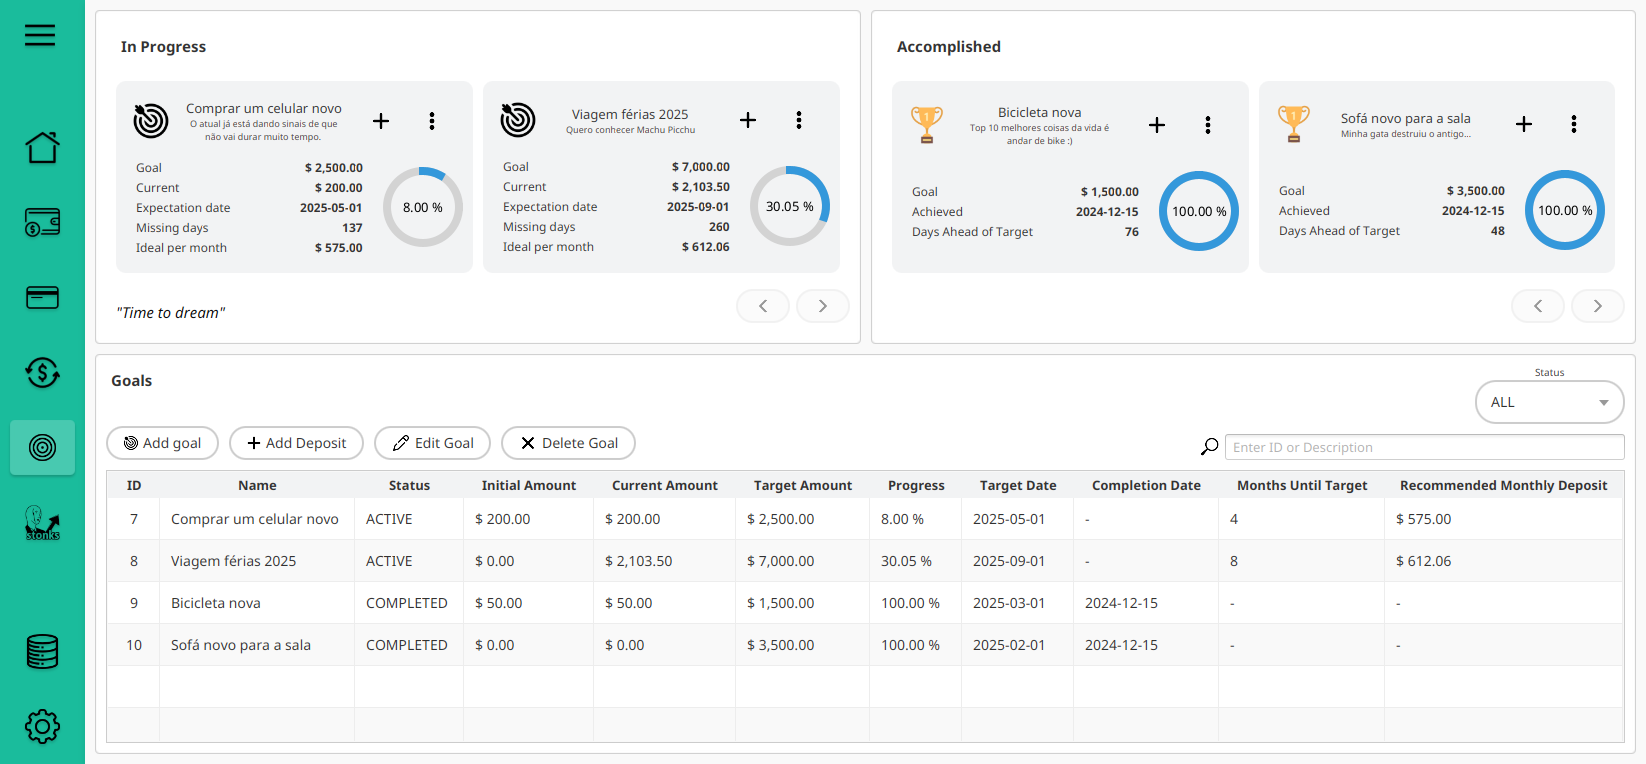 In Progress
Comprar um celular novo
O atual já está dando sinais de que
não vai durar muito tempo.
Goal $ 2,500.00
Current $ 200.00
Expectation date 2025-05-01
Missing days 137
Ideal per month $ 575.00
8.00 %
Viagem férias 2025
Quero conhecer Machu Picchu
Goal $ 7,000.00
Current $ 2,103.50
Expectation date 2025-09-01
Missing days 260
Ideal per month $ 612.06
30.05 %
"Time to dream"
Accomplished
1
Bicicleta nova
Top 10 melhores coisas da vida é
andar de bike :)
Goal $ 1,500.00
Achieved 2024-12-15
Days Ahead of Target 76
100.00 %
1
Sofá novo para a sala
Minha gata destruiu o antigo...
Goal $ 3,500.00
Achieved 2024-12-15
Days Ahead of Target 48
100.00 %
stonks
Goals
Status
ALL
Add goal Add Deposit Edit Goal Delete Goal
Enter ID or Description
ID Name Status Initial Amount Current Amount Target Amount Progress Target Date Completion Date Months Until Target Recommended Monthly Deposit
7 Comprar um celular novo ACTIVE $ 200.00 $ 200.00 $ 2,500.00 8.00 % 2025-05-01 - 4 $ 575.00
8 Viagem férias 2025 ACTIVE $ 0.00 $ 2,103.50 $ 7,000.00 30.05 % 2025-09-01 - 8 $ 612.06
9 Bicicleta nova COMPLETED $ 50.00 $ 50.00 $ 1,500.00 100.00 % 2025-03-01 2024-12-15 - -
10 Sofá novo para a sala COMPLETED $ 0.00 $ 0.00 $ 3,500.00 100.00 % 2025-02-01 2024-12-15 - -